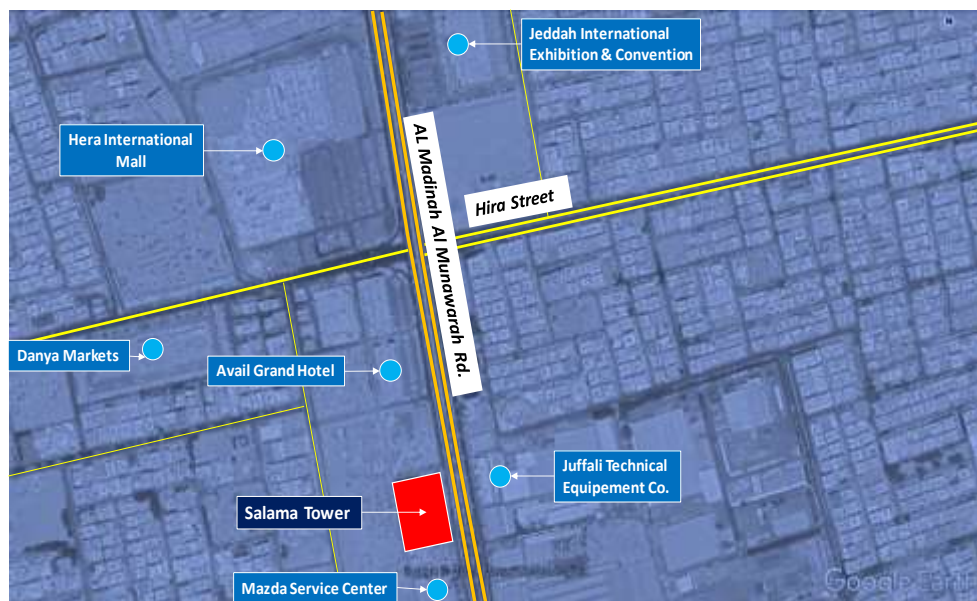 Jeddah International
Exhibition & Convention
Hera International
Mall
AL Madinah Al Munawarah Rd.
Hira Street
Danya Markets
Avail Grand Hotel
Juffali Technical
Equipement Co.
Salama Tower
Mazda Service Center
Google Earth